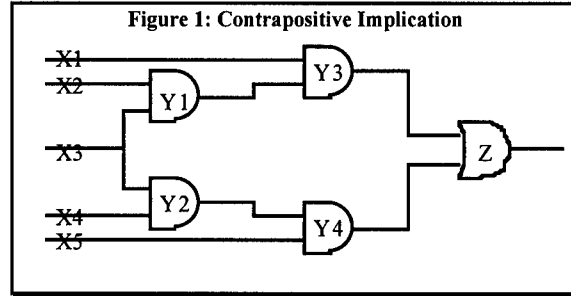 Figure 1: Contrapositive Implication
X1
Y3
X2
Y1
X3
Z
Y2
X4
Y4
X5